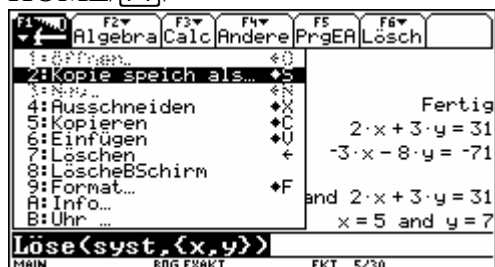 F1 F2 F3 F4 F5 F6
Algebra Calc Andere PrgEA Lösch
1:Öffnen… ◆O
2:Kopie speich als… ◆S
3:Neu… ◆N
4:Ausschneiden ◆X
5:Kopieren ◆C
6:Einfügen ◆V
7:Löschen ←
8:LöscheBSchirm
9:Format… ◆F
A:Info…
B:Uhr …
Fertig
2·x + 3·y = 31
-3·x - 8·y = -71
and 2·x + 3·y = 31
x = 5 and y = 7
Löse(syst,{x,y})
MAIN BOG EXAKT FKT 5/30